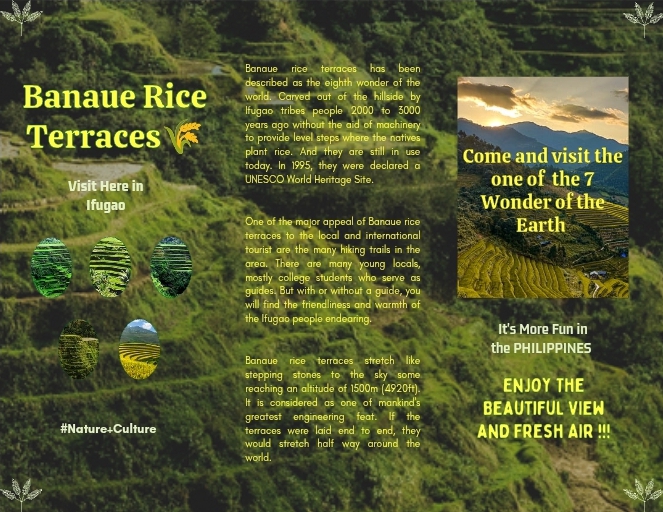 Banaue Rice
Terraces
Visit Here in
Ifugao
#Nature+Culture
Banaue rice terraces has been
described as the eighth wonder of the
world. Carved out of the hillside by
Ifugao tribes people 2000 to 3000
years ago without the aid of machinery
to provide level steps where the natives
plant rice. And they are still in use
today. In 1995, they were declared a
UNESCO World Heritage Site.
One of the major appeal of Banaue rice
terraces to the local and international
tourist are the many hiking trails in the
area. There are many young locals,
mostly college students who serve as
guides. But with or without a guide, you
will find the friendliness and warmth of
the Ifugao people endearing.
Banaue rice terraces stretch like
stepping stones to the sky some
reaching an altitude of 1500m (4920ft).
It is considered as one of mankind's
greatest engineering feat. If the
terraces were laid end to end, they
would stretch half way around the
world.
Come and visit the
one of the 7
Wonder of the
Earth
It's More Fun in
the PHILIPPINES
ENJOY THE
BEAUTIFUL VIEW
AND FRESH AIR !!!